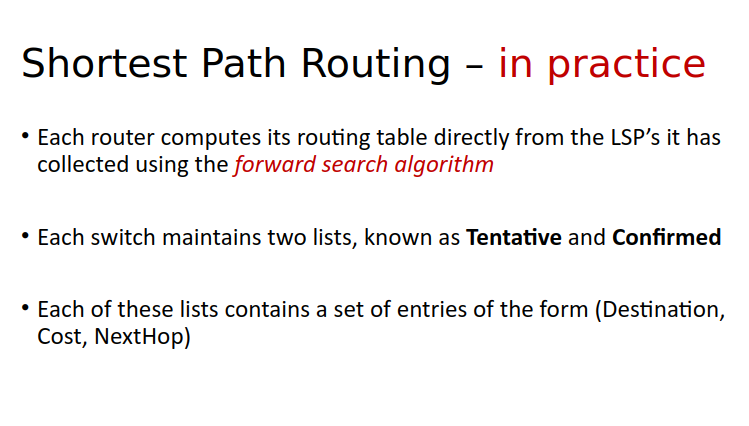 Shortest Path Routing – in practice
• Each router computes its routing table directly from the LSP’s it has
collected using the forward search algorithm
• Each switch maintains two lists, known as Tentative and Confirmed
• Each of these lists contains a set of entries of the form (Destination,
Cost, NextHop)